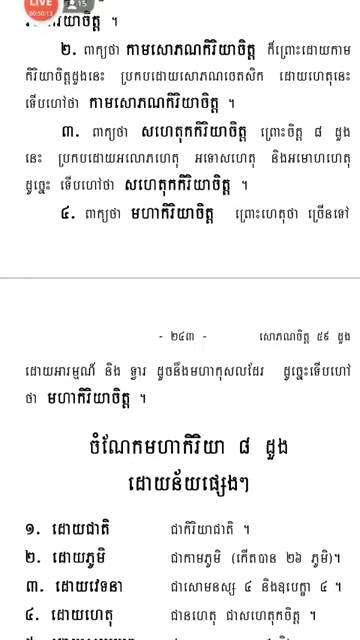 LIVE
15
00:50:13
កិរិយាចិត្ត ។
២. ពាក្យថា កាមសោភណកិរិយាចិត្ត ក៏ព្រោះដោយកាម
កិរិយាចិត្តដួងនេះ ប្រកបដោយសោភណចេតសិក ដោយហេតុនេះ
ទើបហៅថា កាមសោភណកិរិយាចិត្ត ។
៣. ពាក្យថា សហេតុកកិរិយាចិត្ត ព្រោះចិត្ត ៨ ដួង
នេះ ប្រកបដោយអលោភហេតុ អទោសហេតុ និងអមោហហេតុ
ដូច្នេះ ទើបហៅថា សហេតុកកិរិយាចិត្ត ។
៤. ពាក្យថា មហាកិរិយាចិត្ត ព្រោះហេតុថា ច្រើនទៅ
- ២៤៣ - សោភណចិត្ត ៥៩ ដួង
ដោយអារម្មណ៍ និង ទ្វារ ដូចនឹងមហាកុសលដែរ ដូច្នេះទើបហៅ
ថា មហាកិរិយាចិត្ត ។
ចំណែកមហាកិរិយា ៨ ដួង
ដោយន័យផ្សេងៗ
១. ដោយជាតិ ជាកិរិយាជាតិ ។
២. ដោយភូមិ ជាកាមភូមិ (កើតបាន ២៦ ភូមិ)។
៣. ដោយវេទនា ជាសោមនស្ស ៤ និងឧបេក្ខា ៤ ។
៤. ដោយហេតុ ជានហេតុ ជាសហេតុកចិត្ត ។